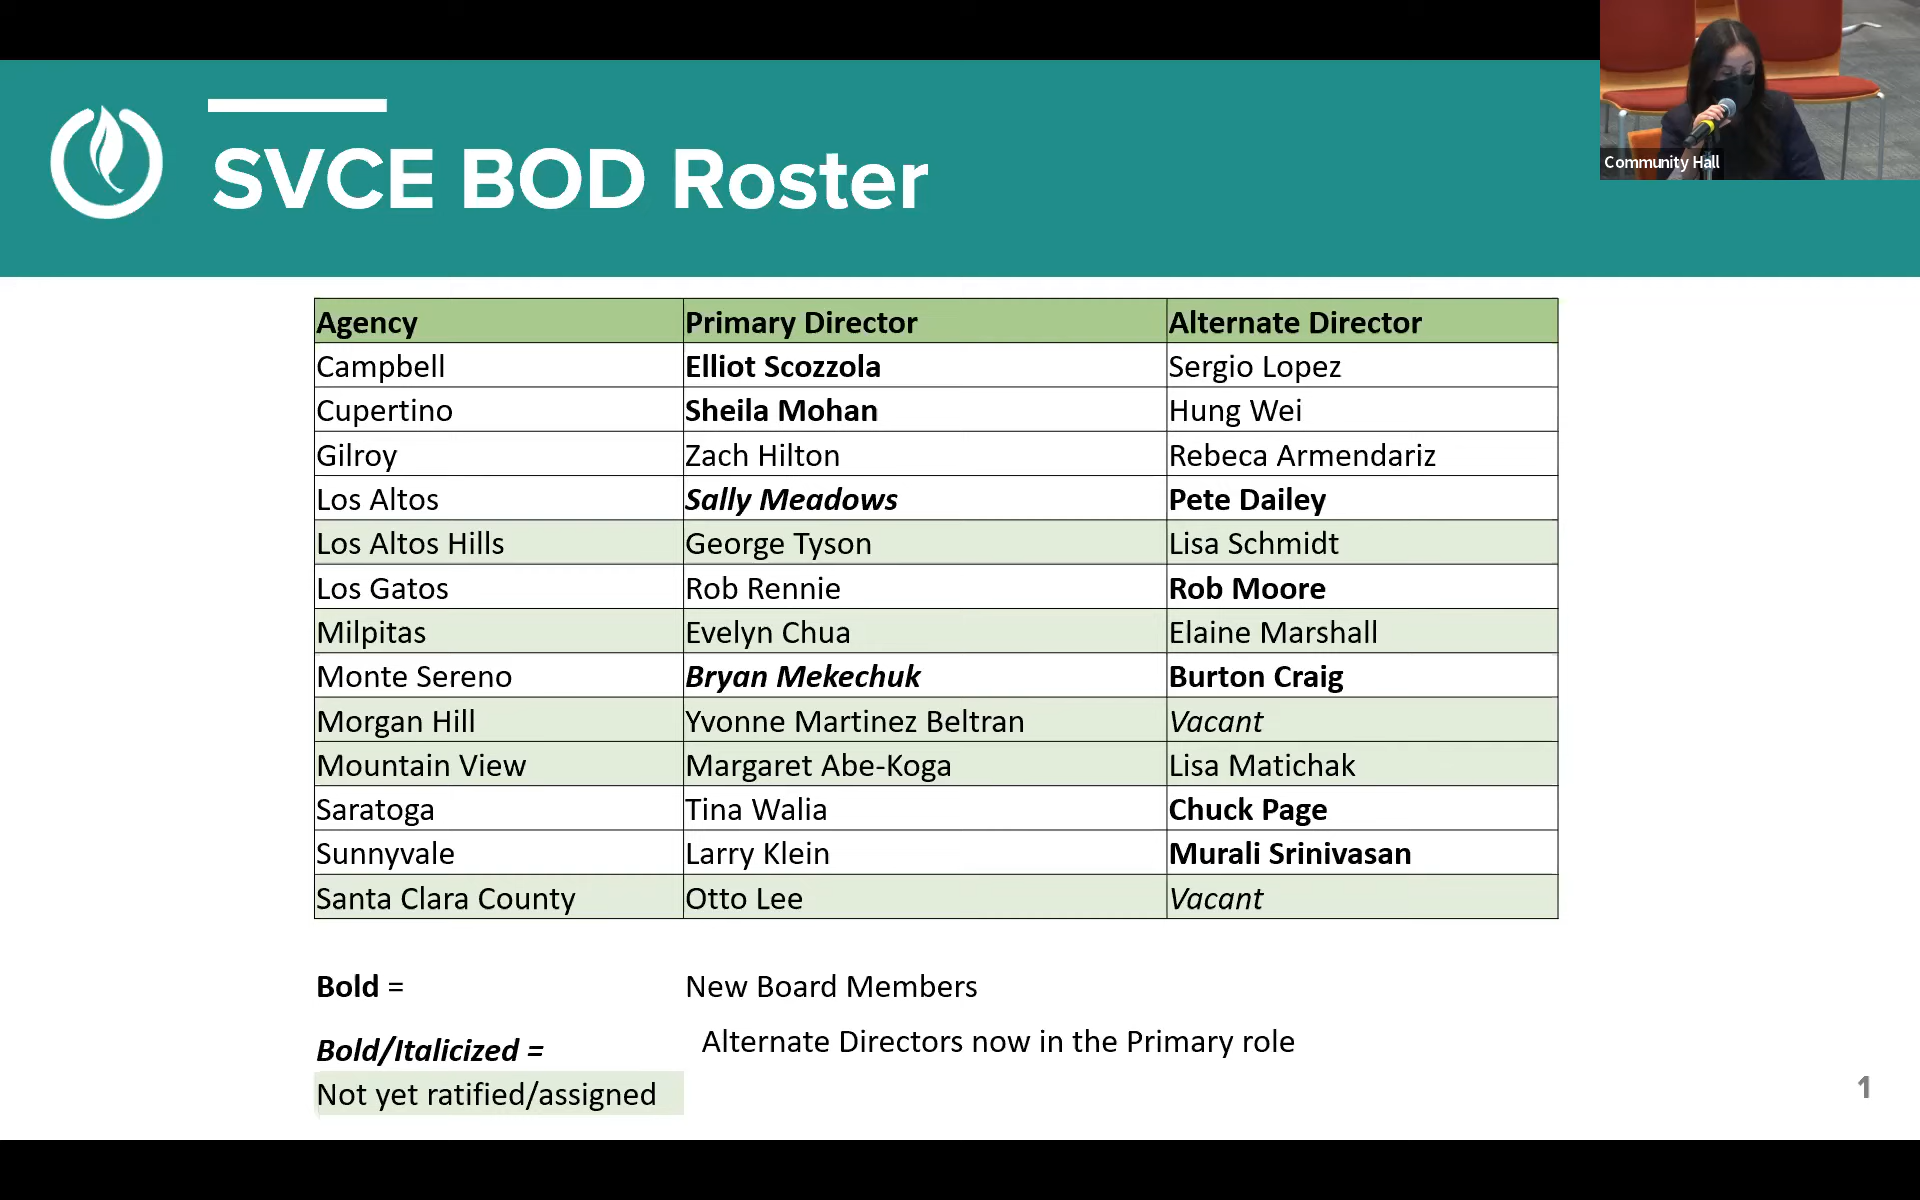 SVCE BOD Roster
Community Hall
Agency Primary Director Alternate Director
Campbell Elliot Scozzola Sergio Lopez
Cupertino Sheila Mohan Hung Wei
Gilroy Zach Hilton Rebeca Armendariz
Los Altos Sally Meadows Pete Dailey
Los Altos Hills George Tyson Lisa Schmidt
Los Gatos Rob Rennie Rob Moore
Milpitas Evelyn Chua Elaine Marshall
Monte Sereno Bryan Mekechuk Burton Craig
Morgan Hill Yvonne Martinez Beltran Vacant
Mountain View Margaret Abe-Koga Lisa Matichak
Saratoga Tina Walia Chuck Page
Sunnyvale Larry Klein Murali Srinivasan
Santa Clara County Otto Lee Vacant
Bold = New Board Members
Bold/Italicized = Alternate Directors now in the Primary role
Not yet ratified/assigned
1